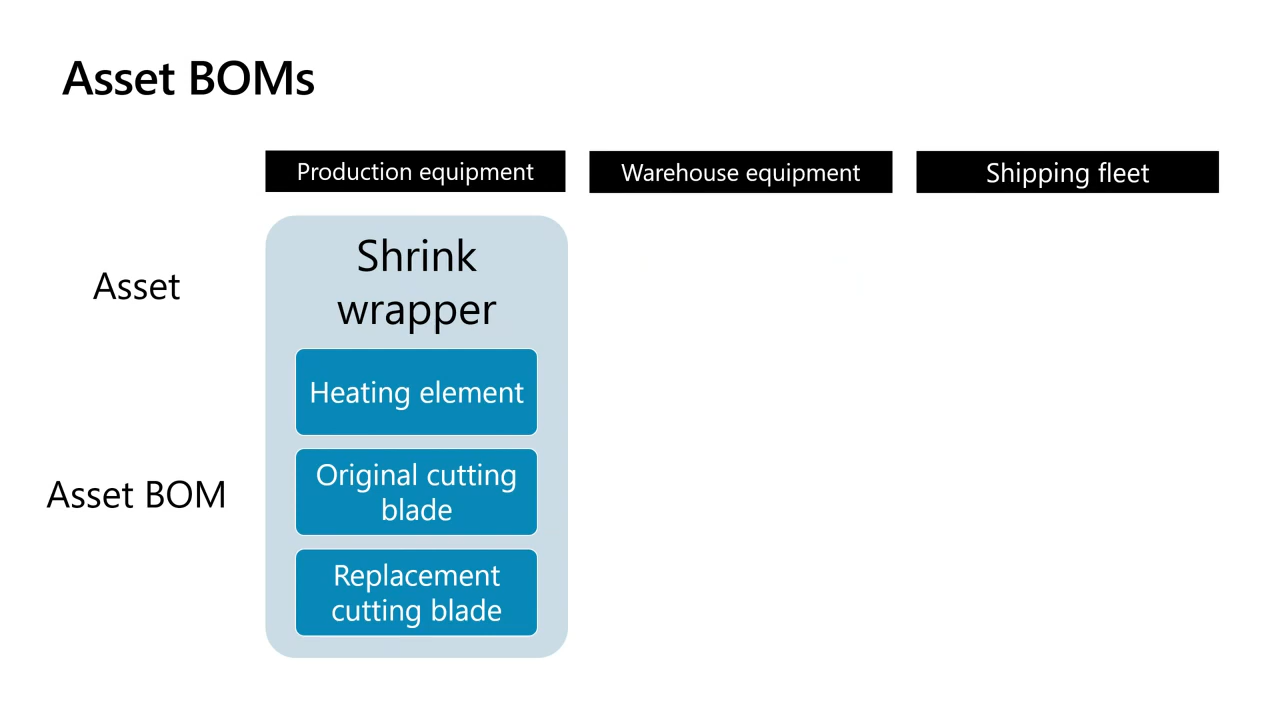 Asset BOMs
Production equipment
Warehouse equipment
Shipping fleet
Asset
Shrink
wrapper
Heating element
Asset BOM
Original cutting
blade
Replacement
cutting blade